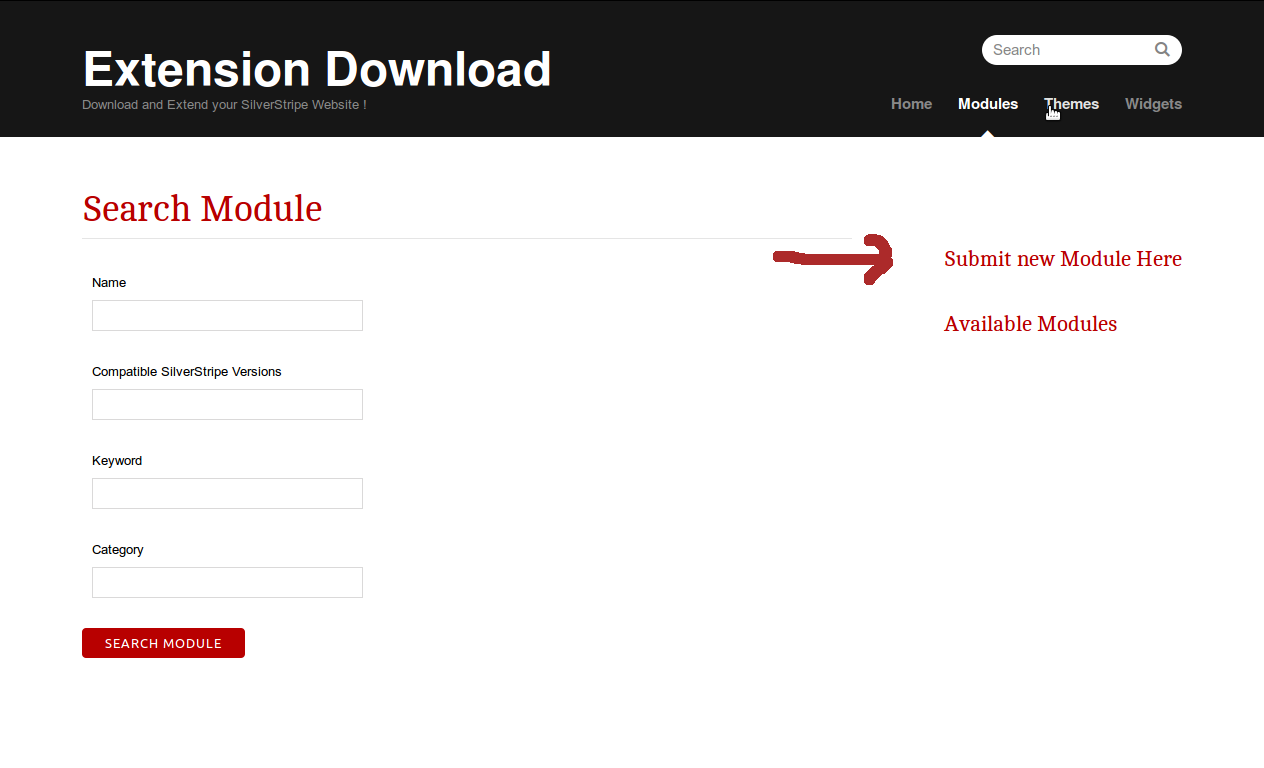 Extension Download
Download and Extend your SilverStripe Website !
Search
Home Modules Themes Widgets
Search Module
Submit new Module Here
Available Modules
Name
Compatible SilverStripe Versions
Keyword
Category
SEARCH MODULE